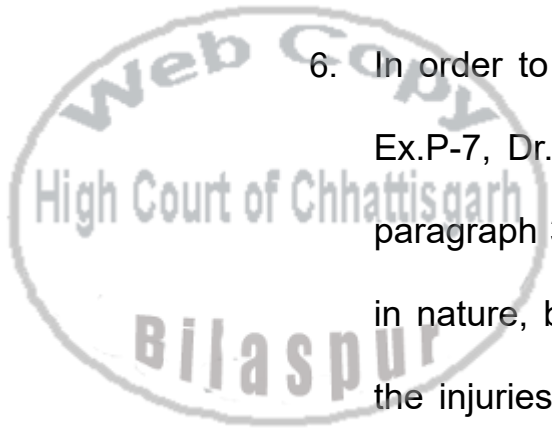 Web Copy
High Court of Chhattisgarh
Bilaspur
6. In order to
Ex.P-7, Dr.
paragraph
in nature, b
the injuries